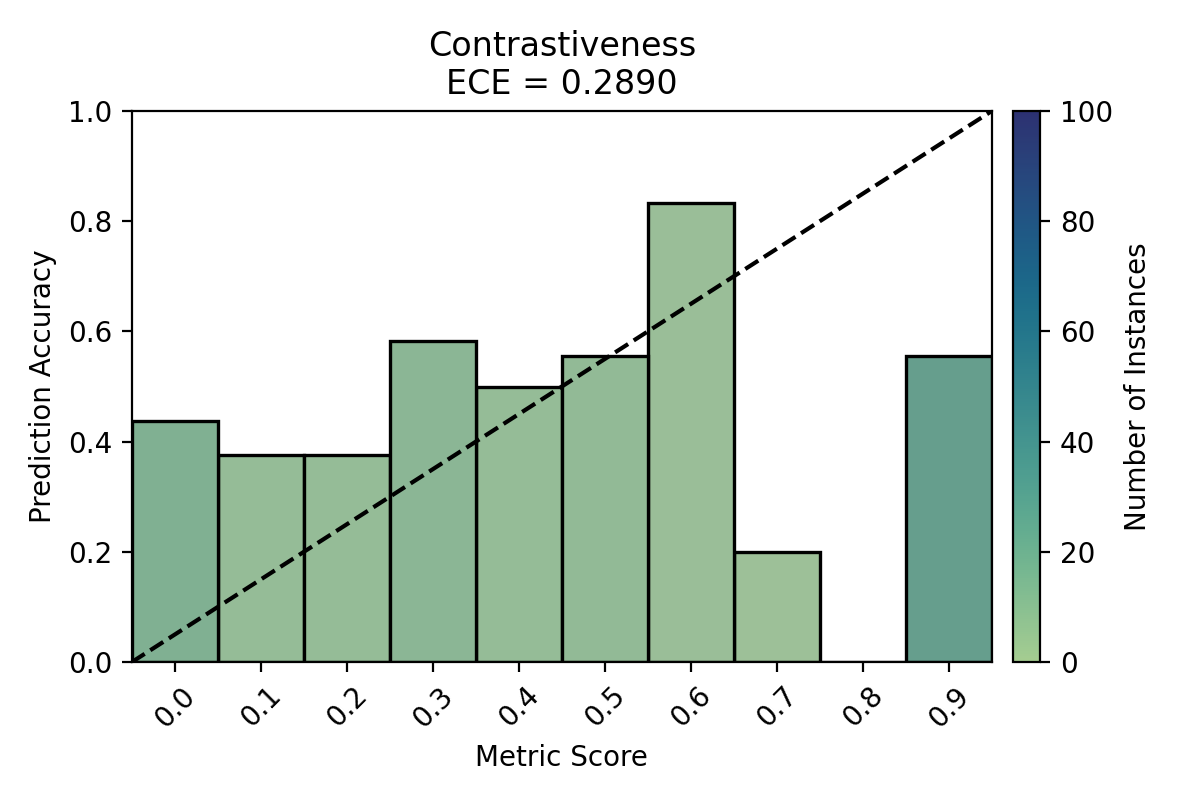 Contrastiveness
ECE = 0.2890
1.0
0.8
0.6
0.4
0.2
0.0
Prediction Accuracy
0.0 0.1 0.2 0.3 0.4 0.5 0.6 0.7 0.8 0.9
Metric Score
100
80
60
40
20
0
Number of Instances